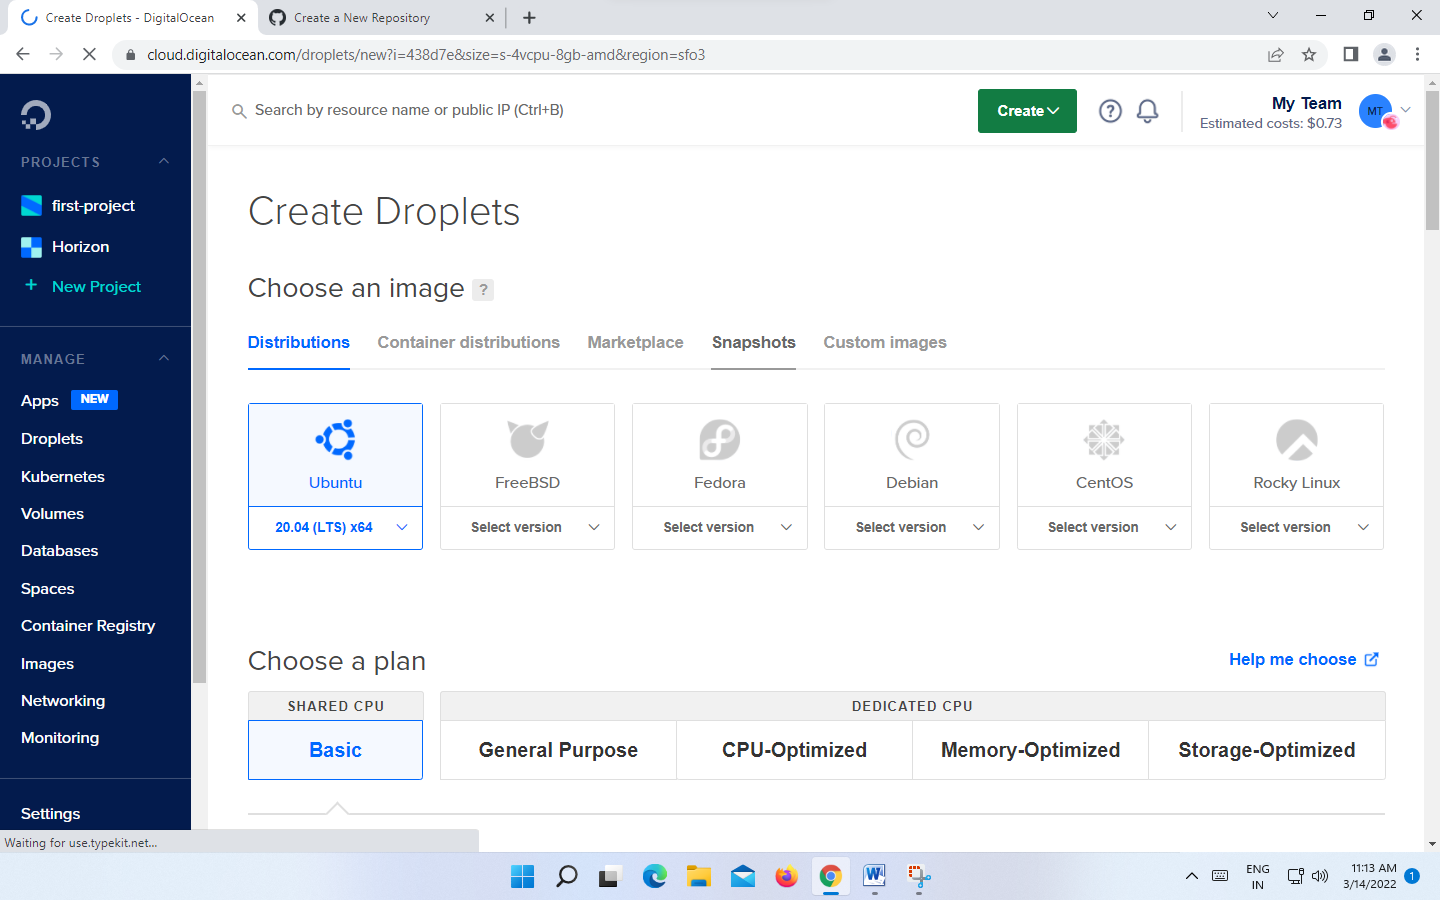 Create Droplets - DigitalOcean
Create a New Repository
cloud.digitalocean.com/droplets/new?i=438d7e&size=s-4vcpu-8gb-amd&region=sfo3
Search by resource name or public IP (Ctrl+B)
Create
My Team
Estimated costs: $0.73
MT
PROJECTS
first-project
Horizon
+ New Project
MANAGE
Apps NEW
Droplets
Kubernetes
Volumes
Databases
Spaces
Container Registry
Images
Networking
Monitoring
Settings
Create Droplets
Choose an image ?
Distributions Container distributions Marketplace Snapshots Custom images
Ubuntu FreeBSD Fedora Debian CentOS Rocky Linux
20.04 (LTS) x64 Select version Select version Select version Select version Select version
Choose a plan
Help me choose
SHARED CPU DEDICATED CPU
Basic General Purpose CPU-Optimized Memory-Optimized Storage-Optimized
Waiting for use.typekit.net...
ENG
IN
11:13 AM
3/14/2022
1